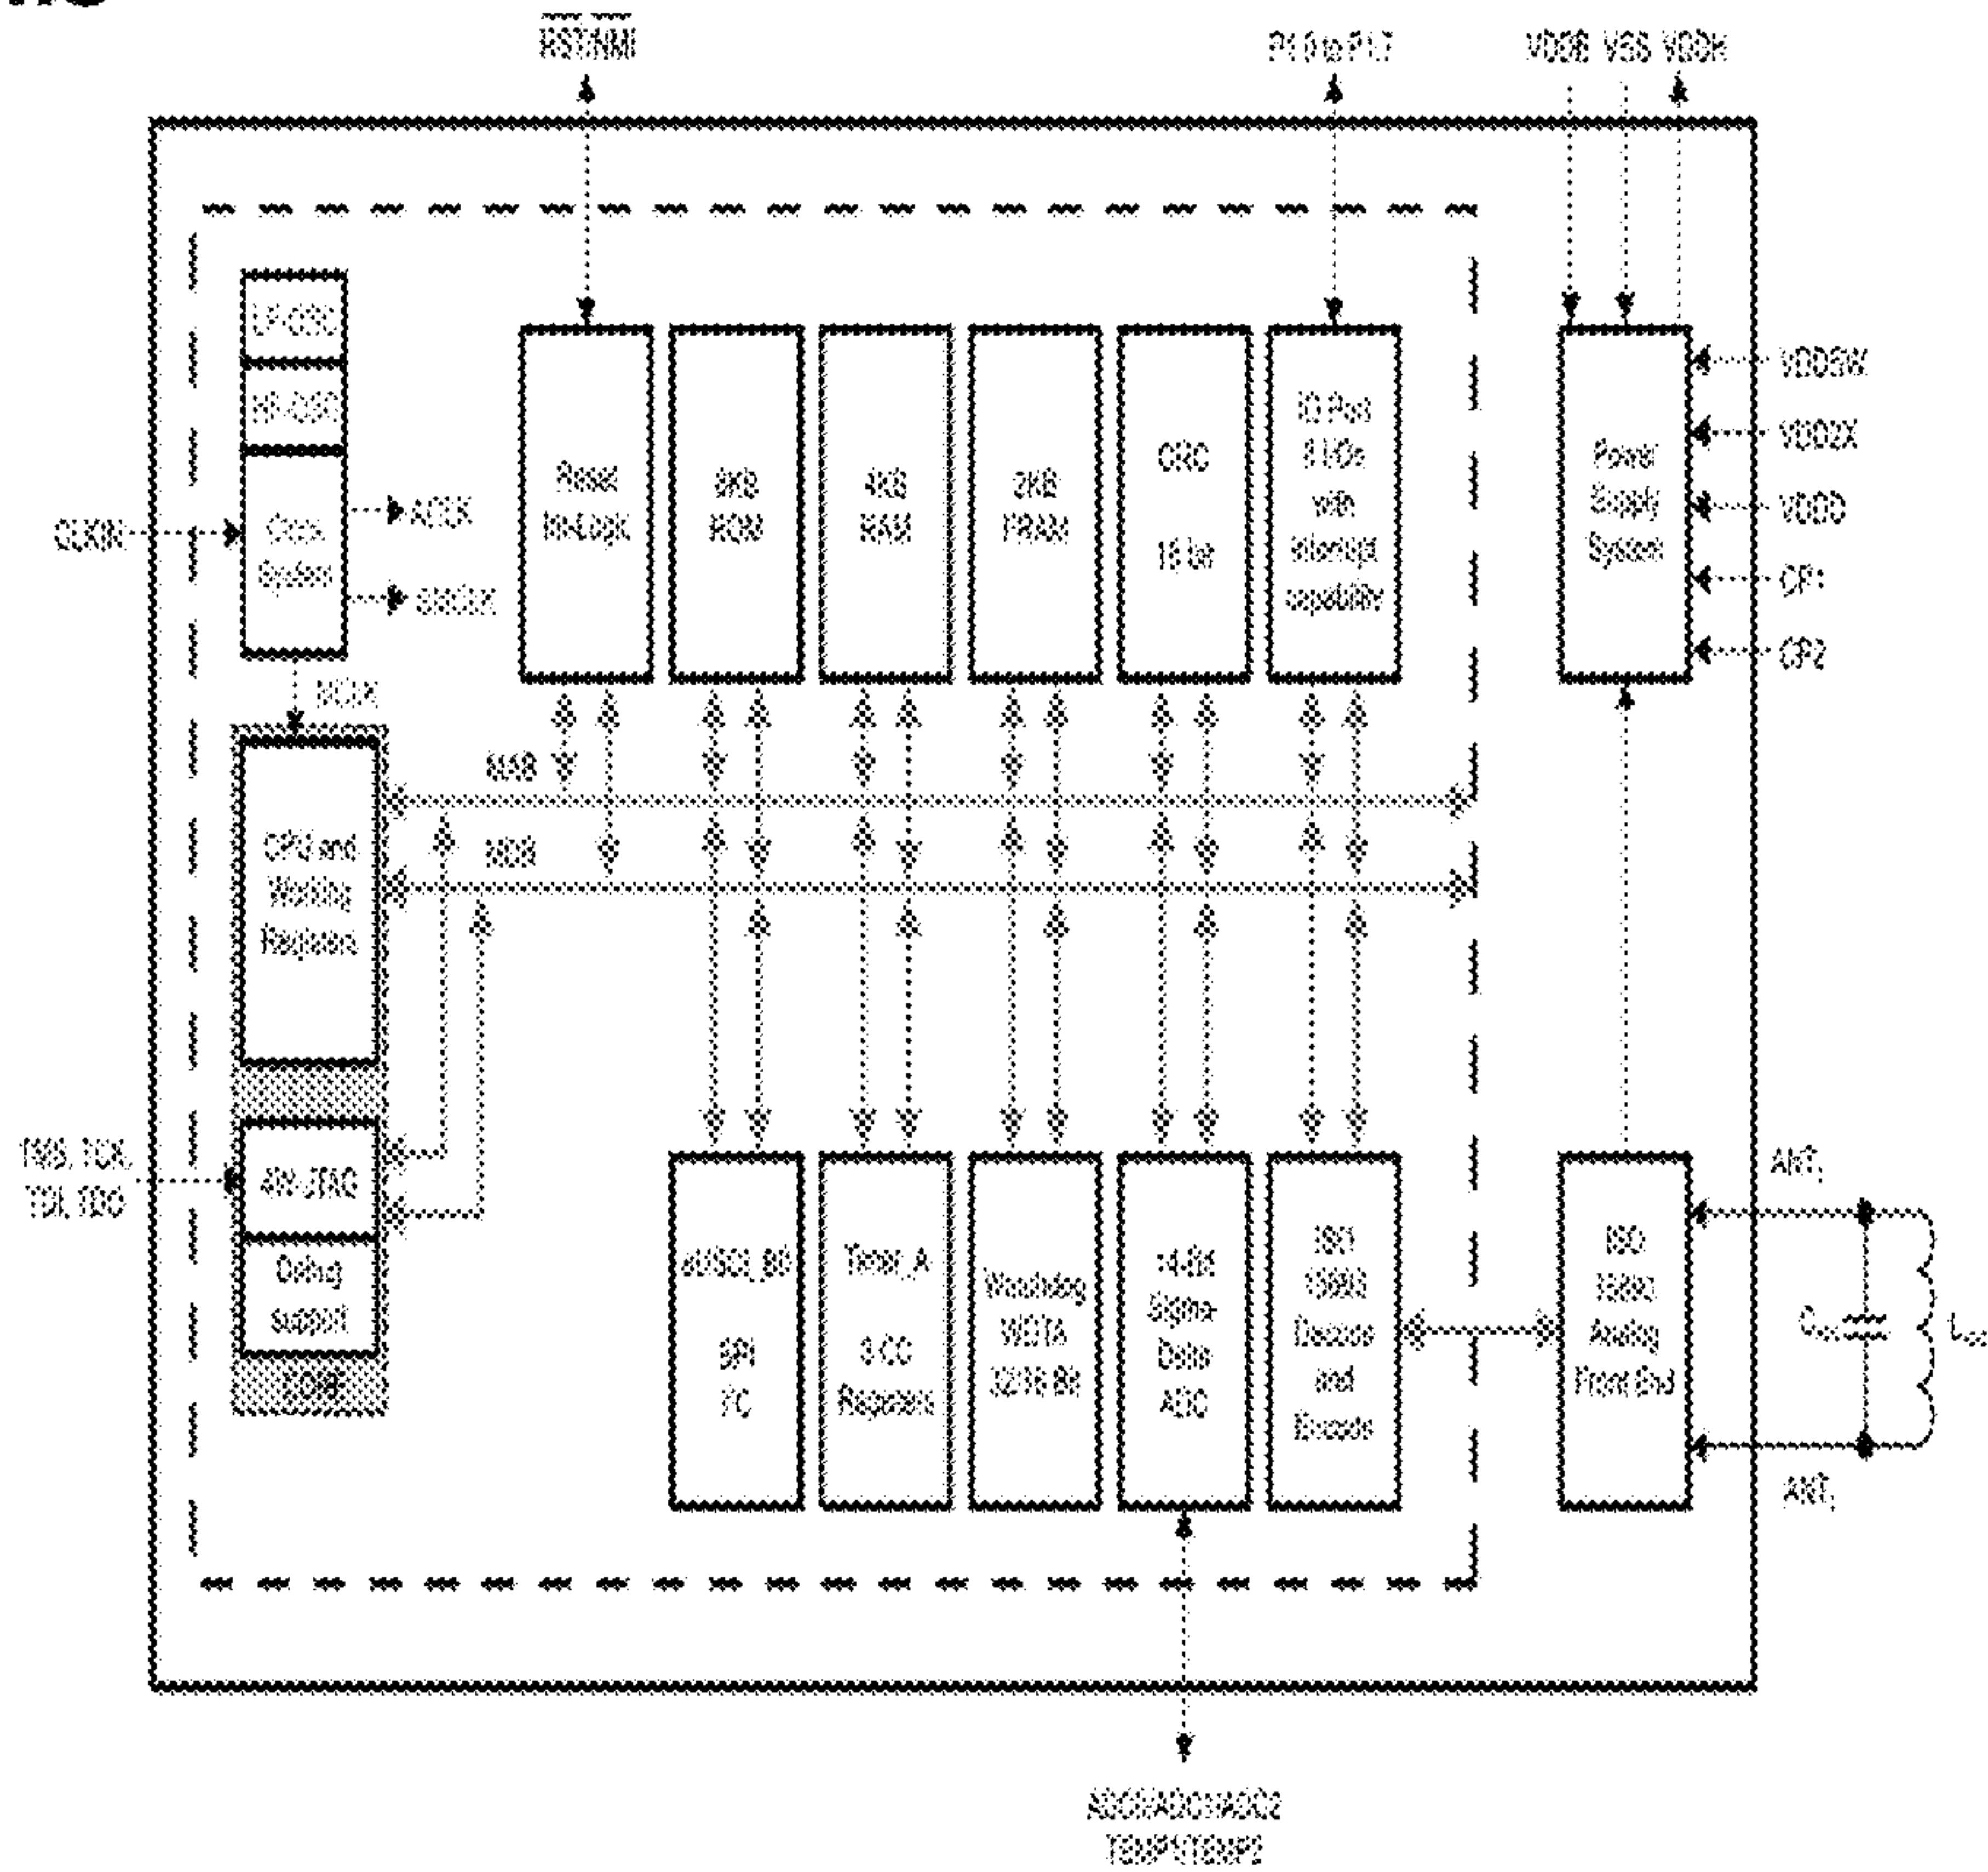 RST/NMI
P1.0 to P1.7
VDDB VSS VDDH
LF-OSC
HF-OSC
Clock
System
CLKIN
ACLK
SMCLK
MCLK
Reset
Int-Logic
8KB
ROM
4KB
RAM
2KB
FRAM
CRC
16 bit
IO Port
8 I/Os
with
interrupt
capability
Power
Supply
System
VDDSW
VDD2X
VDDD
CP1
CP2
MAB
MDB
CPU and
Working
Registers
TMS, TCK,
TDI, TDO
4W-JTAG
Debug
support
eUSCI_B0
SPI
I²C
Timer_A
3 CC
Registers
Watchdog
WDTA
32/16 Bit
14-Bit
Sigma-
Delta
ADC
ISO
15693
Decode
and
Encode
ISO
15693
Analog
Front End
ANT
ANT
ADC0/ADC1/ADC2
TEMP1/TEMP2